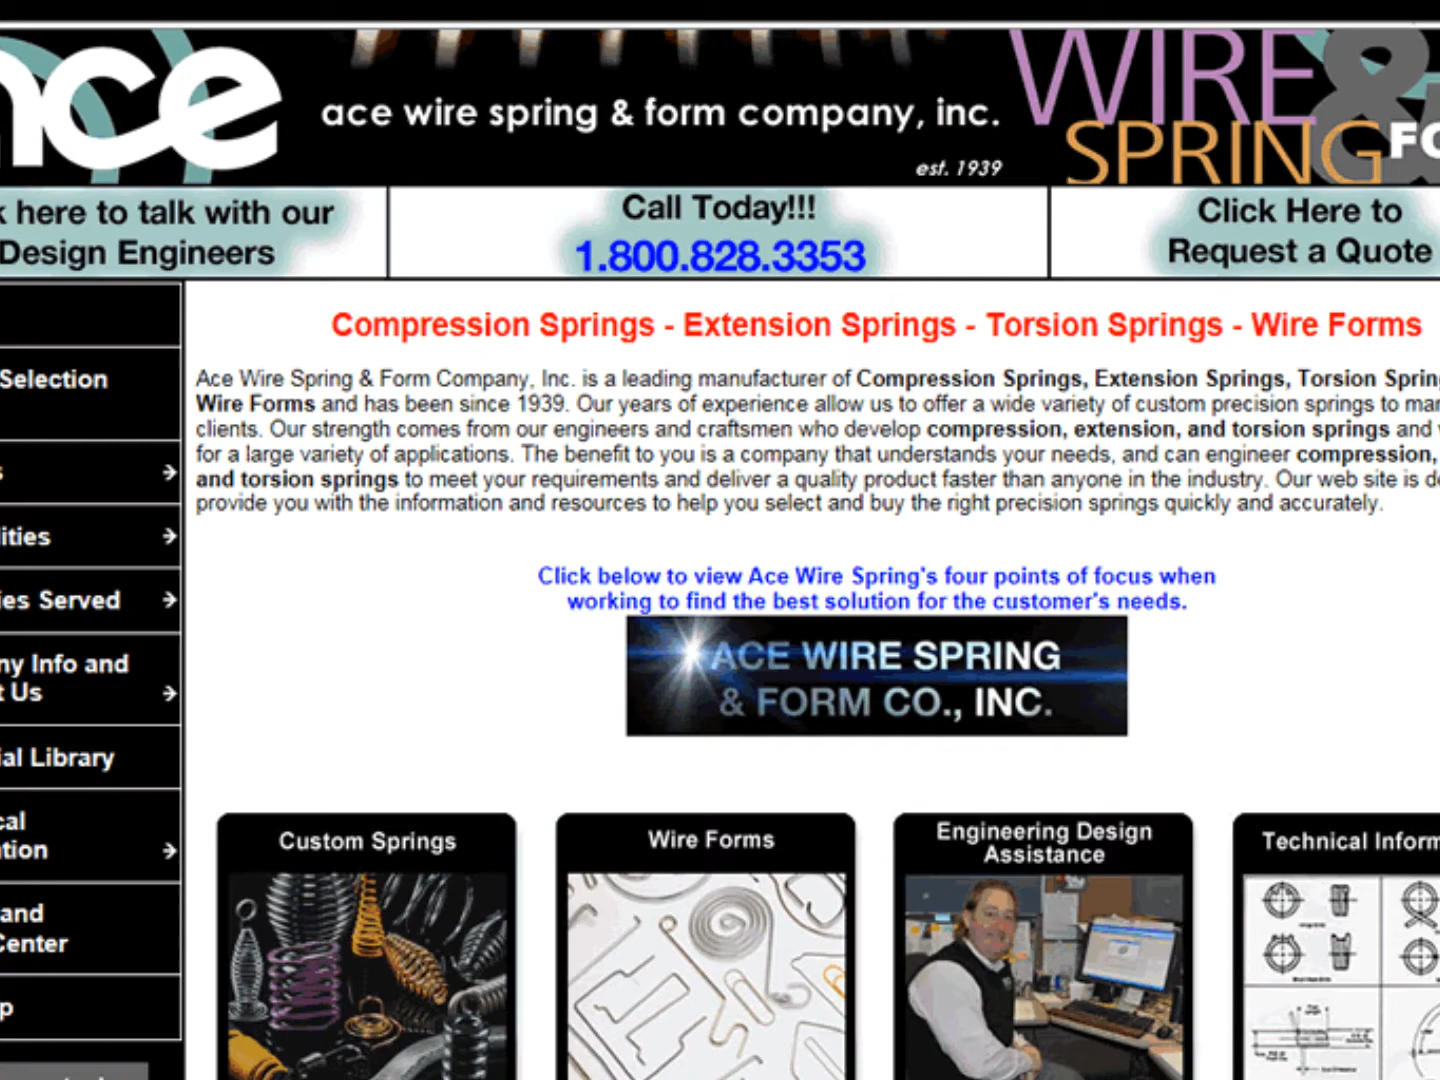 ace
ace wire spring & form company, inc.
est. 1939
WIRE &
SPRING
here to talk with our
Design Engineers
Call Today!!!
1.800.828.3353
Click Here to
Request a Quote
Compression Springs - Extension Springs - Torsion Springs - Wire Forms
Ace Wire Spring & Form Company, Inc. is a leading manufacturer of Compression Springs, Extension Springs, Torsion
Wire Forms and has been since 1939. Our years of experience allow us to offer a wide variety of custom precision springs to
clients. Our strength comes from our engineers and craftsmen who develop compression, extension, and torsion springs and
for a large variety of applications. The benefit to you is a company that understands your needs, and can engineer compression,
and torsion springs to meet your requirements and deliver a quality product faster than anyone in the industry. Our web site is
provide you with the information and resources to help you select and buy the right precision springs quickly and accurately.
Click below to view Ace Wire Spring's four points of focus when
working to find the best solution for the customer's needs.
ACE WIRE SPRING
& FORM CO., INC.
Selection
Served
Info and
Us
Library
and
Center
Custom Springs
Wire Forms
Engineering Design
Assistance
Technical